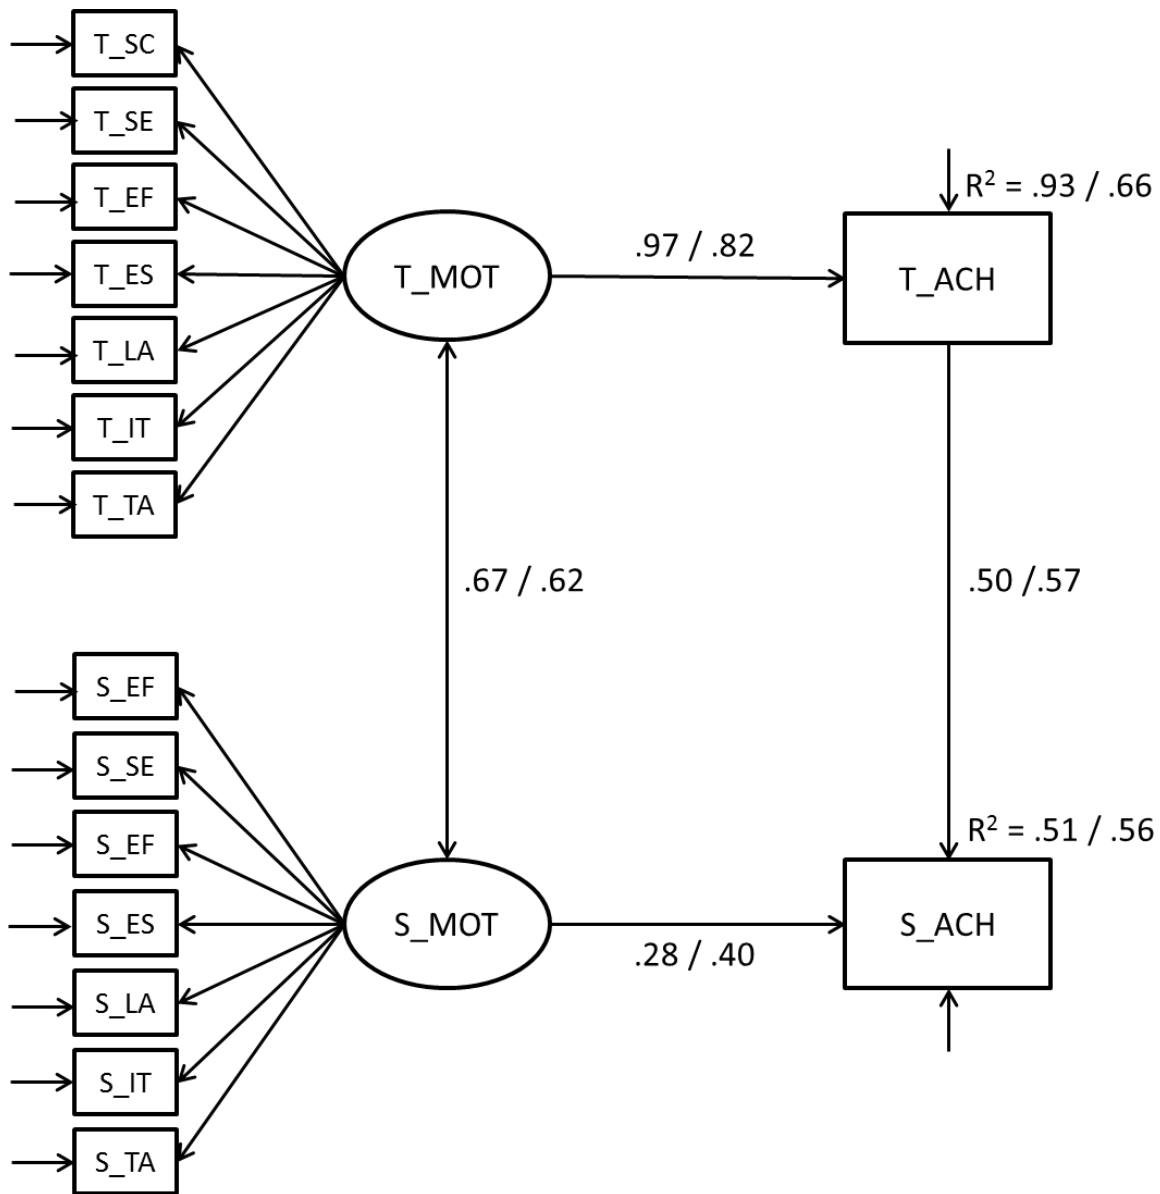 T_SC
T_SE
T_EF
T_ES
T_LA
T_IT
T_TA
T_MOT
.97 / .82
R² = .93 / .66
T_ACH
.67 / .62
.50 /.57
S_EF
S_SE
S_EF
S_ES
S_LA
S_IT
S_TA
S_MOT
.28 / .40
R² = .51 / .56
S_ACH